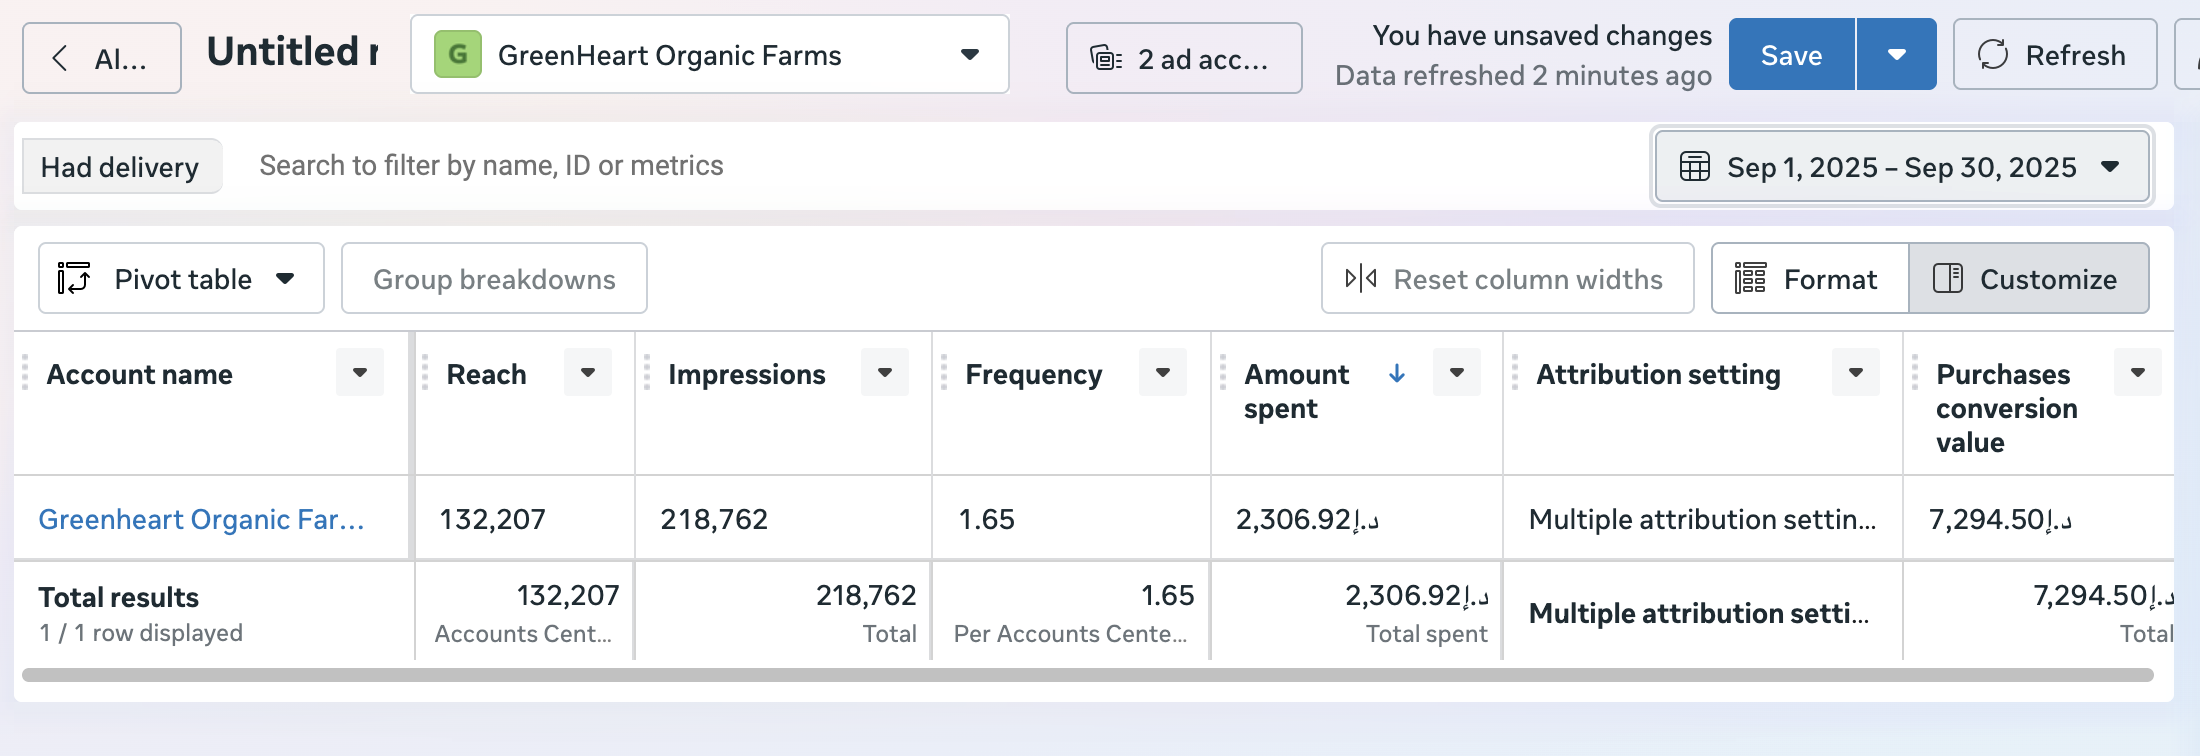 Al...
Untitled r
G
GreenHeart Organic Farms
2 ad acc...
You have unsaved changes
Data refreshed 2 minutes ago
Save
Refresh
Had delivery
Search to filter by name, ID or metrics
Sep 1, 2025 – Sep 30, 2025
Pivot table
Group breakdowns
Reset column widths
Format
Customize
Account name
Reach
Impressions
Frequency
Amount spent
Attribution setting
Purchases conversion value
Greenheart Organic Far...
132,207
218,762
1.65
2,306.92د.إ
Multiple attribution settin...
7,294.50د.إ
Total results
1 / 1 row displayed
132,207
Accounts Cent...
218,762
Total
1.65
Per Accounts Cente...
2,306.92د.إ
Total spent
Multiple attribution setti...
7,294.50د.إ
Total